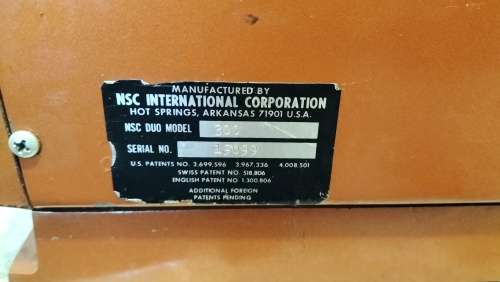 MANUFACTURED BY
NSC INTERNATIONAL CORPORATION
HOT SPRINGS, ARKANSAS 71901 U.S.A.
NSC DUO MODEL 300
SERIAL NO.
U.S. PATENTS NO. 3.699.596 3.967.336 4.008.501
SWISS PATENT NO. 518.806
ENGLISH PATENT NO. 1.300.806
ADDITIONAL FOREIGN
PATENTS PENDING